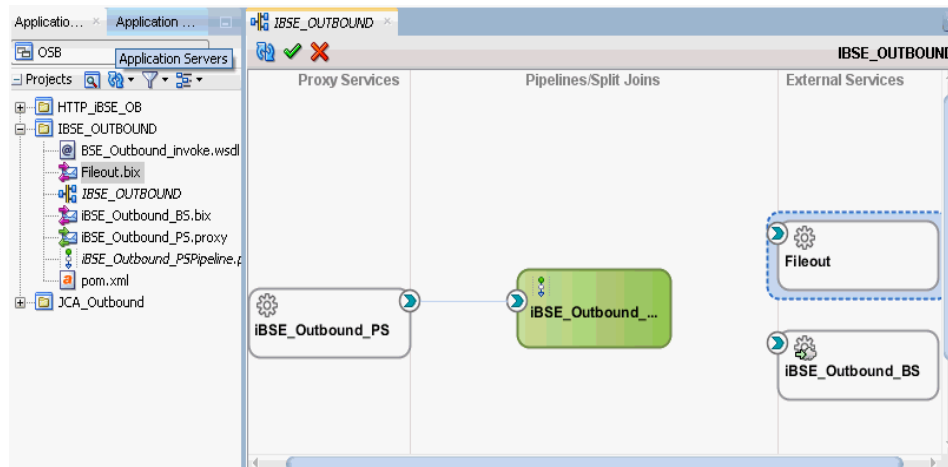 Applicatio...
Application ...
IBSE_OUTBOUND
OSB
Application Servers
IBSE_OUTBOUN
Projects
Proxy Services
Pipelines/Split Joins
External Services
HTTP_iBSE_OB
IBSE_OUTBOUND
BSE_Outbound_invoke.wsdl
Fileout.bix
IBSE_OUTBOUND
iBSE_Outbound_BS.bix
iBSE_Outbound_PS.proxy
iBSE_Outbound_PSPipeline.p
pom.xml
JCA_Outbound
Fileout
iBSE_Outbound_PS
iBSE_Outbound_...
iBSE_Outbound_BS